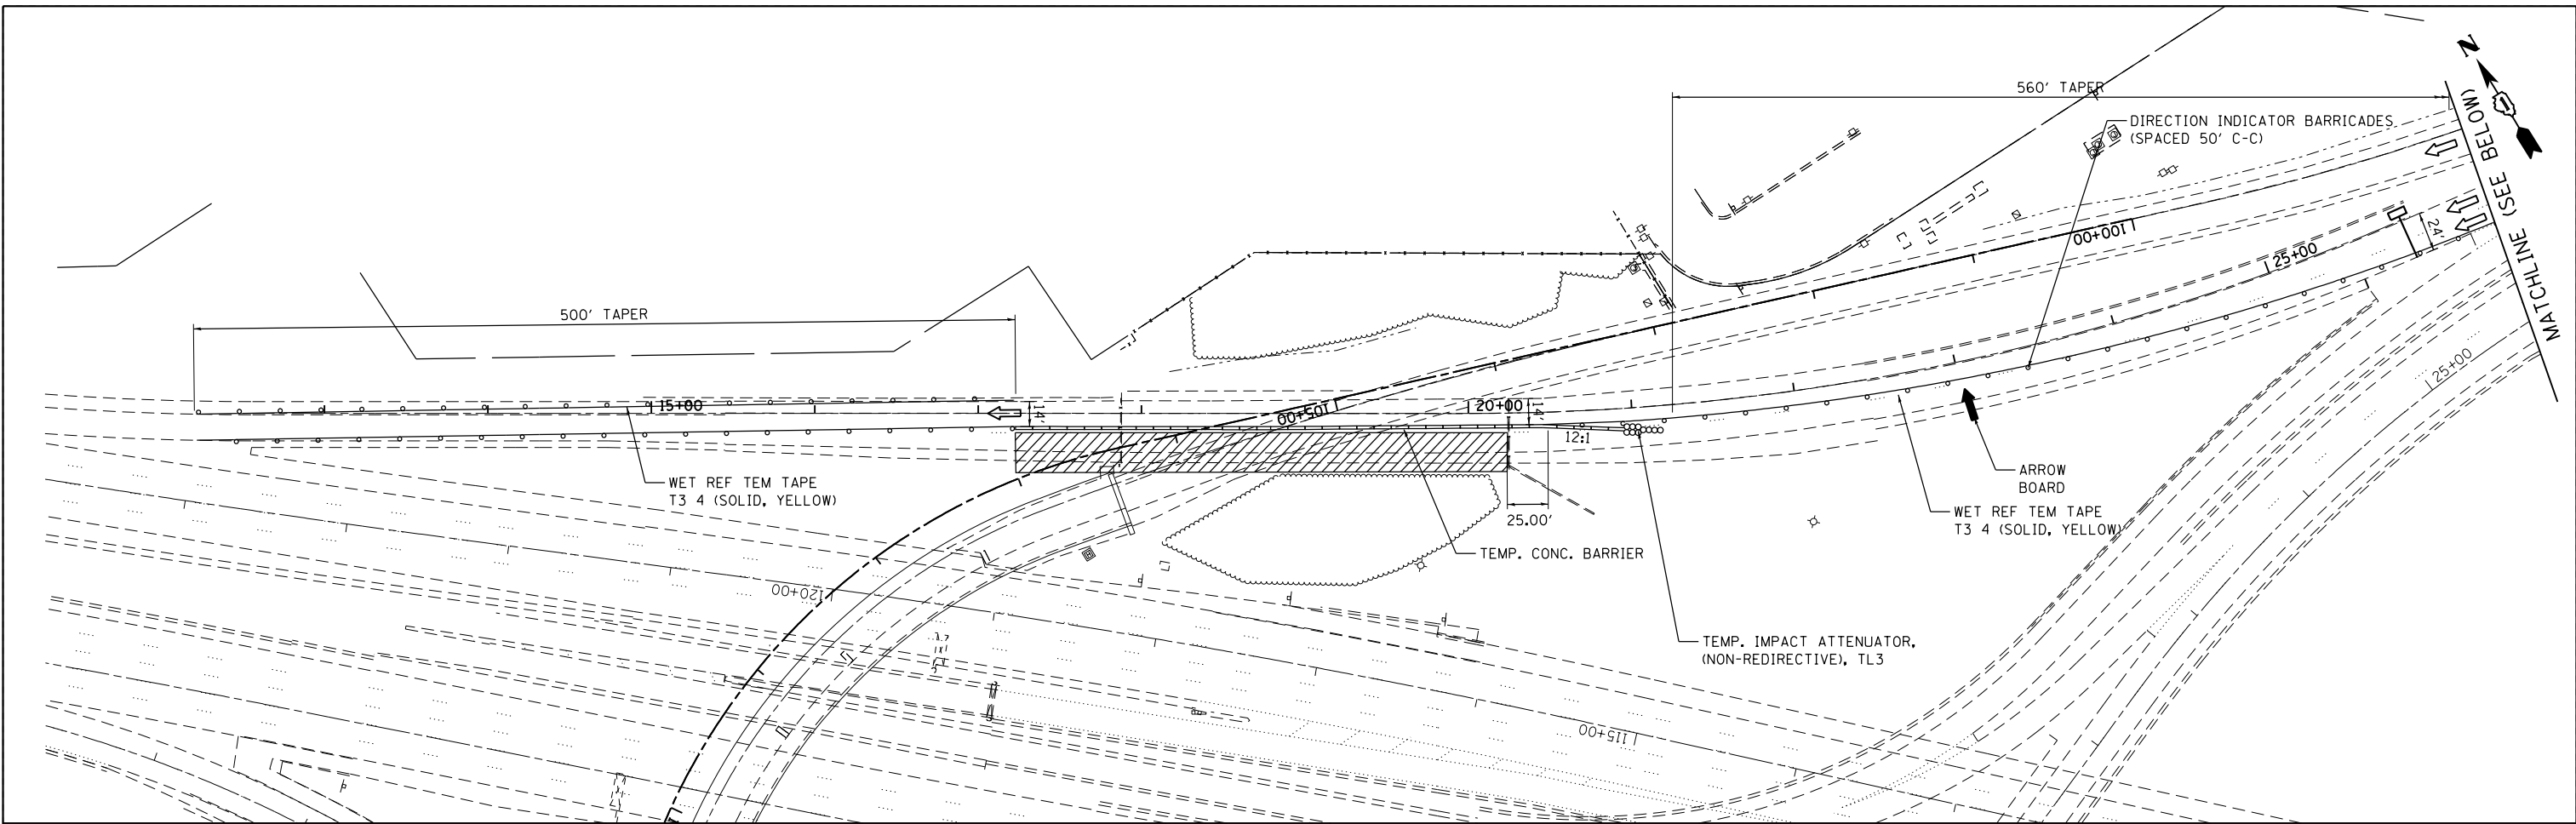 560' TAPER
N
DIRECTION INDICATOR BARRICADES
(SPACED 50' C-C)
MATCHLINE (SEE BELOW)
24'
100+00
25+00
500' TAPER
15+00
14'
105+00
20+00
14'
12:1
25+00
WET REF TEM TAPE
T3 4 (SOLID, YELLOW)
25.00'
ARROW
BOARD
WET REF TEM TAPE
T3 4 (SOLID, YELLOW)
TEMP. CONC. BARRIER
120+00
TEMP. IMPACT ATTENUATOR,
(NON-REDIRECTIVE), TL3
115+00